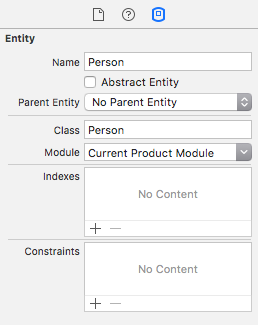 Entity
Name Person
Abstract Entity
Parent Entity No Parent Entity
Class Person
Module Current Product Module
Indexes
No Content
Constraints
No Content